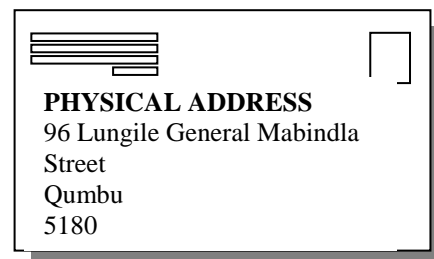 PHYSICAL ADDRESS
96 Lungile General Mabindla
Street
Qumbu
5180